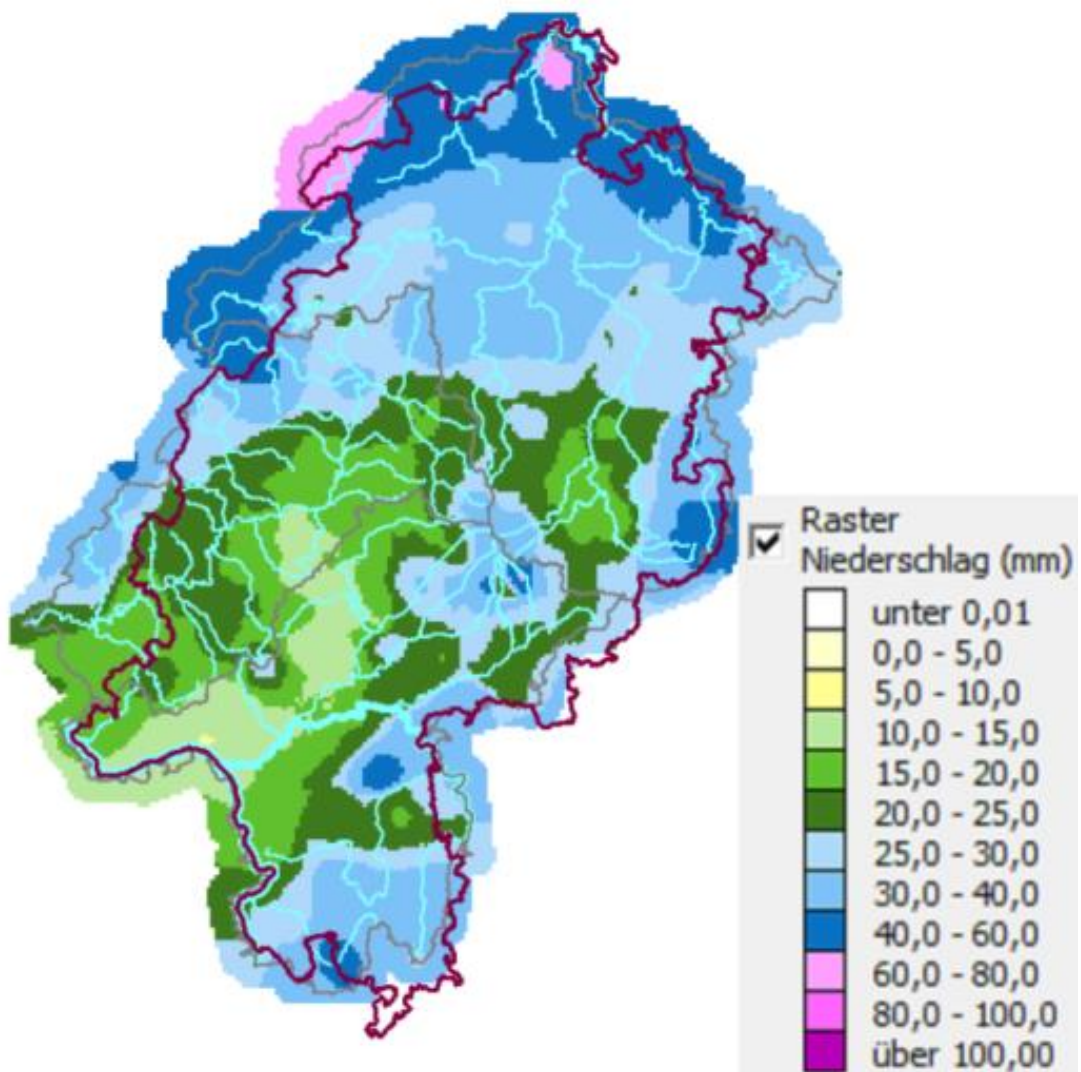 Raster
Niederschlag (mm)
unter 0,01
0,0 - 5,0
5,0 - 10,0
10,0 - 15,0
15,0 - 20,0
20,0 - 25,0
25,0 - 30,0
30,0 - 40,0
40,0 - 60,0
60,0 - 80,0
80,0 - 100,0
über 100,00